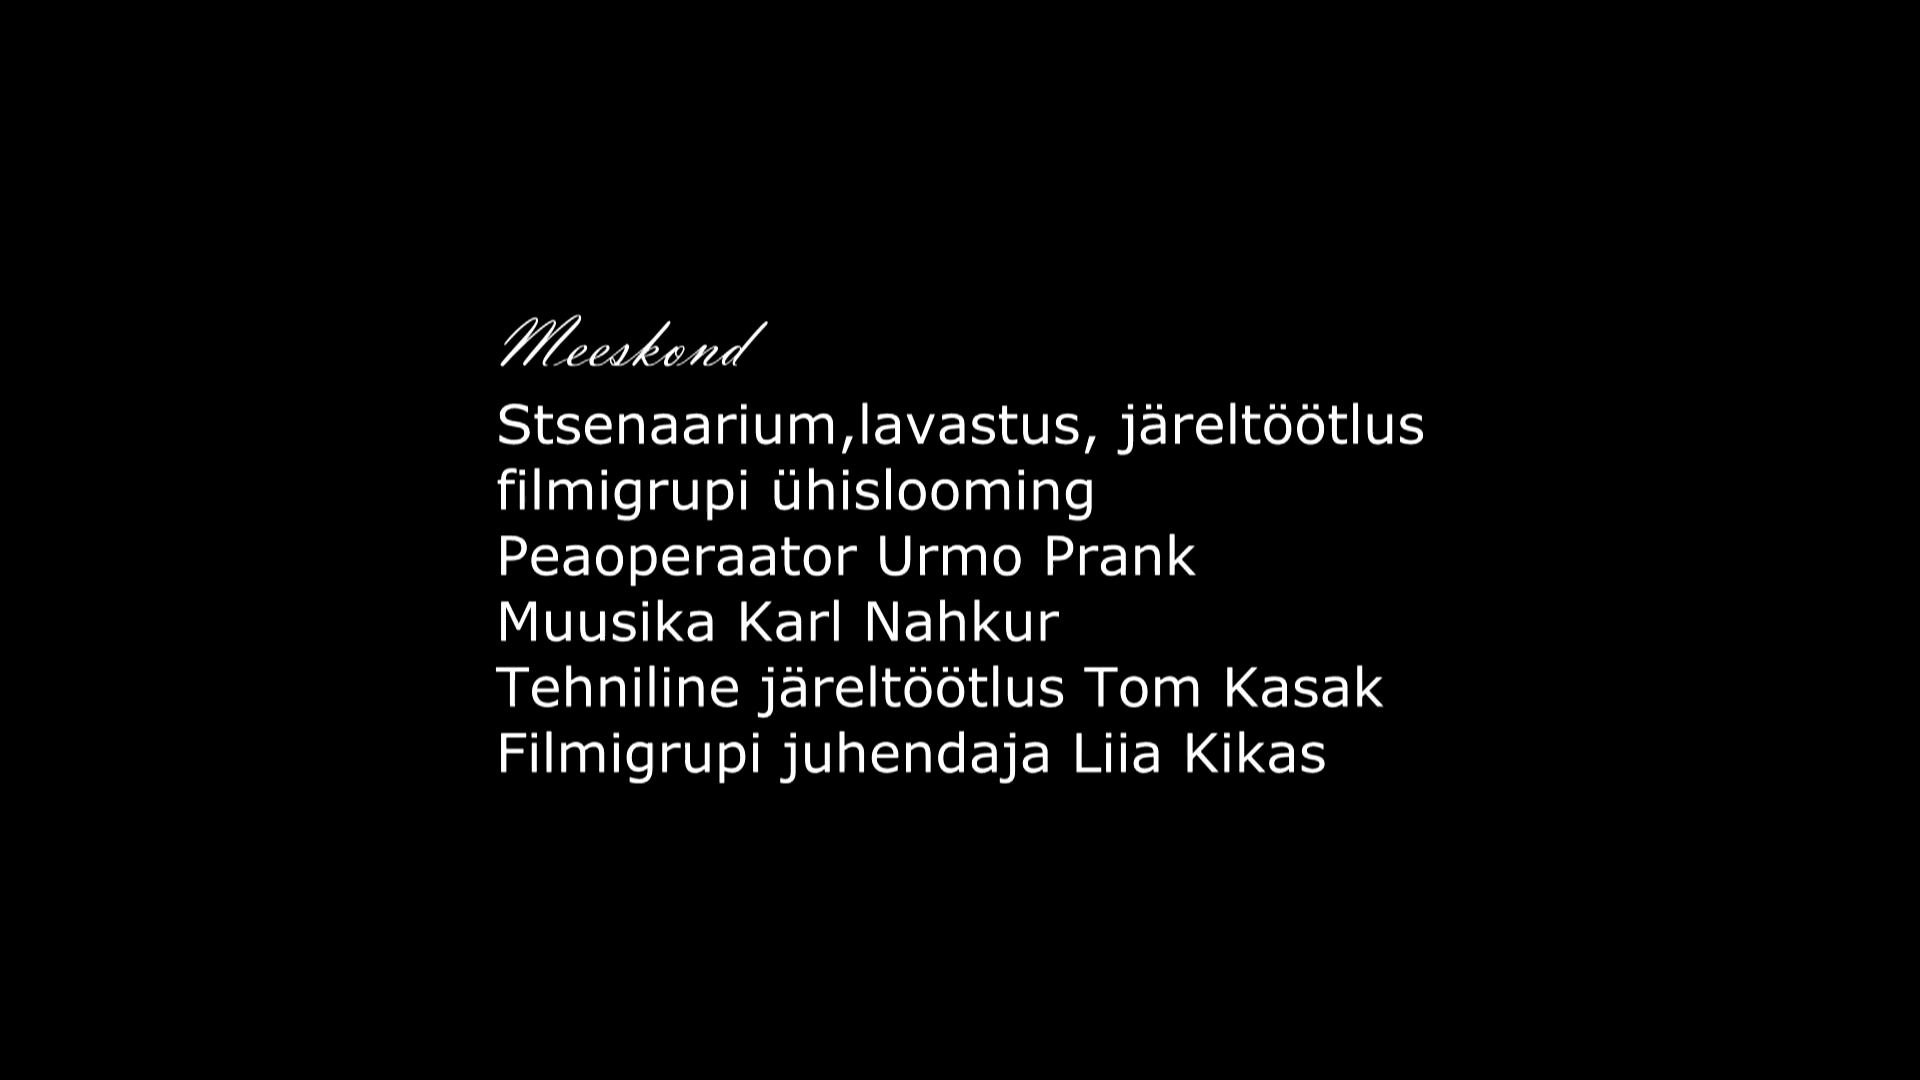 Meeskond
Stsenaarium,lavastus, järeltöötlus
filmigrupi ühislooming
Peaoperaator Urmo Prank
Muusika Karl Nahkur
Tehniline järeltöötlus Tom Kasak
Filmigrupi juhendaja Liia Kikas